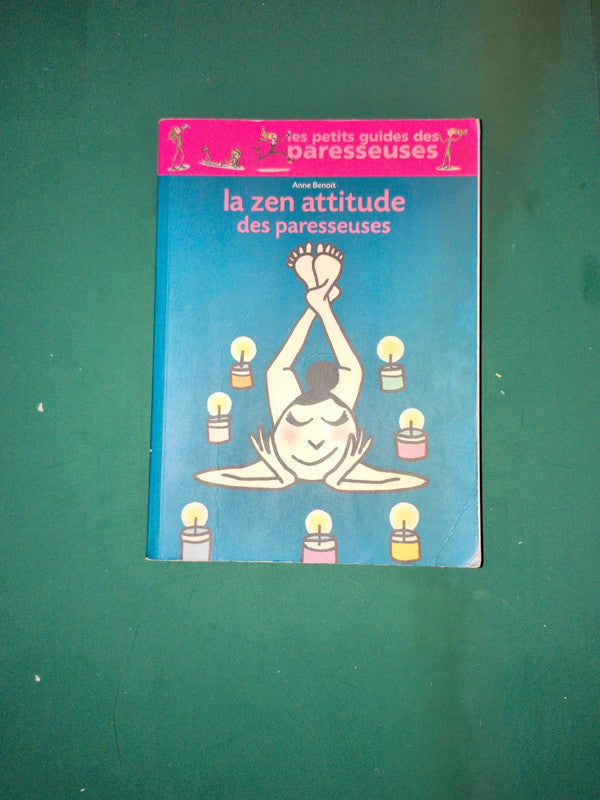 les petits guides des
paresseuses
Anne Benoit
la zen attitude
des paresseuses